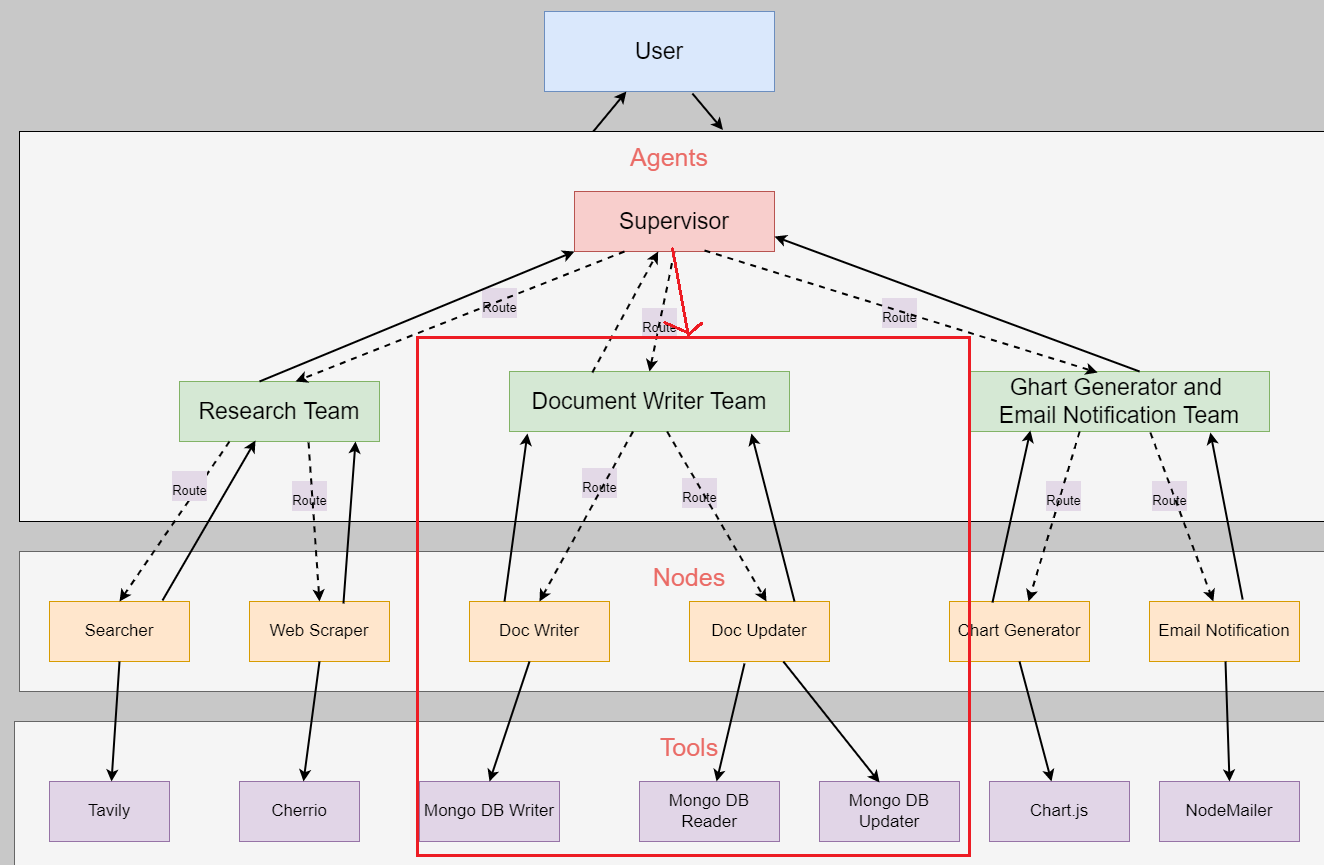 User
Agents
Supervisor
Route
Route
Route
Research Team
Document Writer Team
Ghart Generator and
Email Notification Team
Route
Route
Route
Route
Route
Route
Nodes
Searcher
Web Scraper
Doc Writer
Doc Updater
Chart Generator
Email Notification
Tools
Tavily
Cherrio
Mongo DB Writer
Mongo DB
Reader
Mongo DB
Updater
Chart.js
NodeMailer